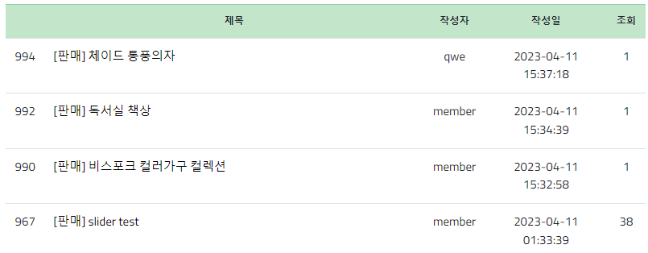 제목 작성자 작성일 조회
994 [판매] 체이드 통풍의자 qwe 2023-04-11 1
15:37:18
992 [판매] 독서실 책상 member 2023-04-11 1
15:34:39
990 [판매] 비스포크 컬러가구 컬렉션 member 2023-04-11 1
15:32:58
967 [판매] slider test member 2023-04-11 38
01:33:39